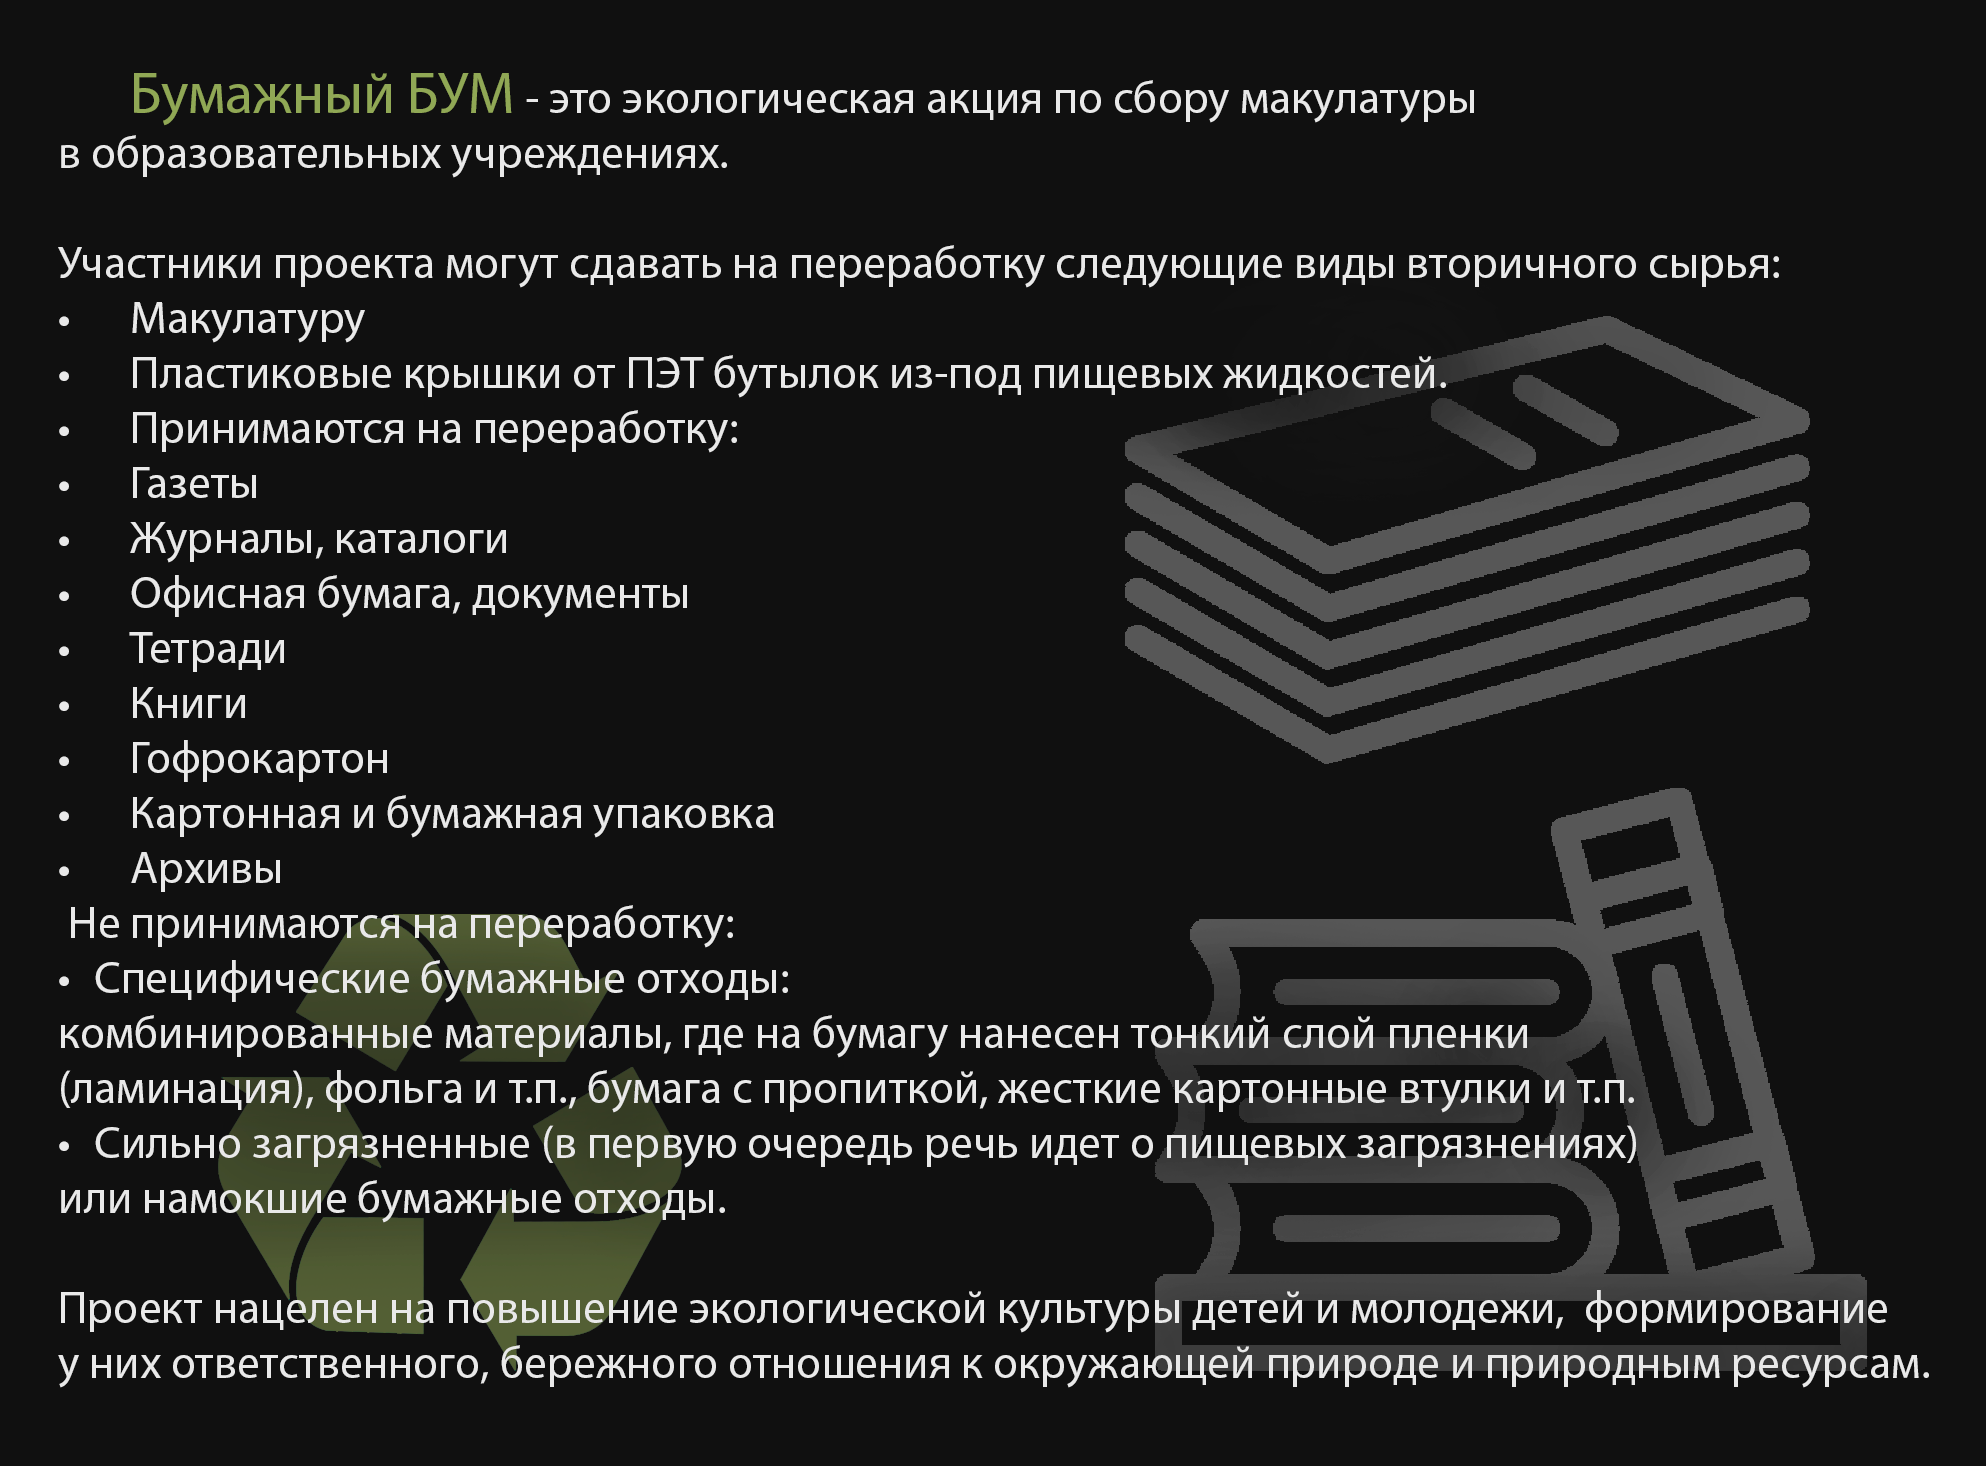 Бумажный БУМ - это экологическая акция по сбору макулатуры
в образовательных учреждениях.
Участники проекта могут сдавать на переработку следующие виды вторичного сырья:
• Макулатуру
• Пластиковые крышки от ПЭТ бутылок из-под пищевых жидкостей.
• Принимаются на переработку:
• Газеты
• Журналы, каталоги
• Офисная бумага, документы
• Тетради
• Книги
• Гофрокартон
• Картонная и бумажная упаковка
• Архивы
Не принимаются на переработку:
• Специфические бумажные отходы:
комбинированные материалы, где на бумагу нанесен тонкий слой пленки
(ламинация), фольга и т.п., бумага с пропиткой, жесткие картонные втулки и т.п.
• Сильно загрязненные (в первую очередь речь идет о пищевых загрязнениях)
или намокшие бумажные отходы.
Проект нацелен на повышение экологической культуры детей и молодежи, формирование
у них ответственного, бережного отношения к окружающей природе и природным ресурсам.